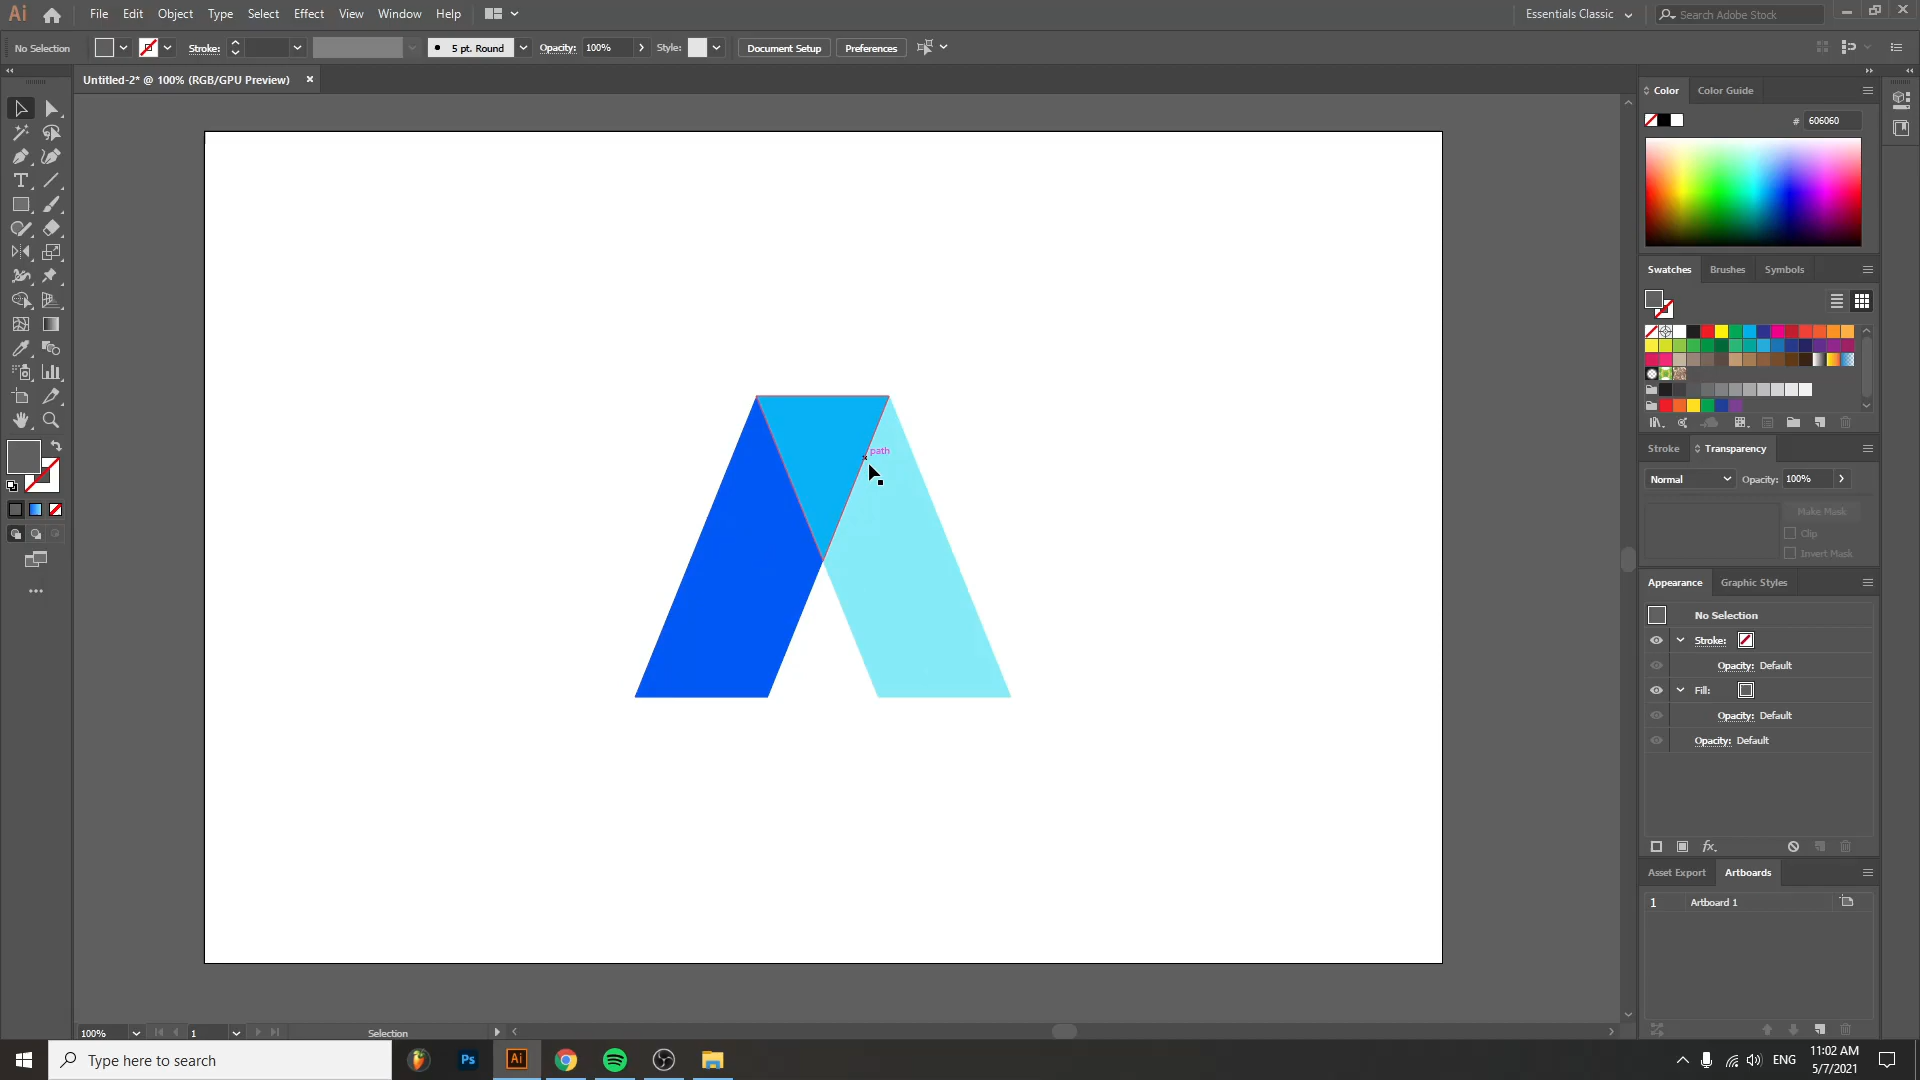 Ai File Edit Object Type Select Effect View Window Help Essentials Classic Search Adobe Stock
No Selection Stroke: 5 pt. Round Opacity: 100% Style: Document Setup Preferences
Untitled-2* @ 100% (RGB/GPU Preview)
Color Color Guide
# 606060
Swatches Brushes Symbols
path
Stroke Transparency
Normal Opacity: 100%
Make Mask
Clip
Invert Mask
Appearance Graphic Styles
No Selection
Stroke:
Opacity: Default
Fill:
Opacity: Default
Opacity: Default
fx
Asset Export Artboards
1 Artboard 1
100% 1 Selection
Type here to search Ps Ai ENG 11:02 AM
5/7/2021